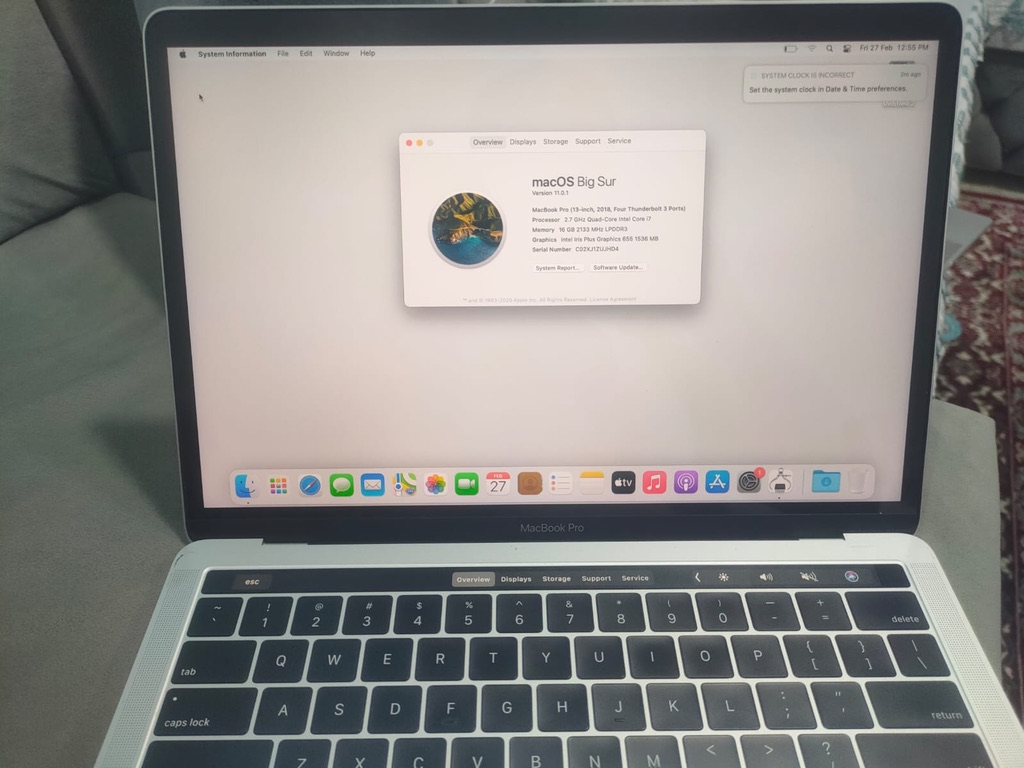 System Information File Edit Window Help
Fri 27 Feb 12:55 PM
SYSTEM CLOCK IS INCORRECT 2m ago
Set the system clock in Date & Time preferences.
Overview Displays Storage Support Service
macOS Big Sur
Version 11.0.1
MacBook Pro (13-inch, 2018, Four Thunderbolt 3 Ports)
Processor 2.7 GHz Quad-Core Intel Core i7
Memory 16 GB 2133 MHz LPDDR3
Graphics Intel Iris Plus Graphics 655 1536 MB
Serial Number C02XJ1ZUJHD4
System Report... Software Update...
™ and © 1983-2020 Apple Inc. All Rights Reserved. License Agreement
FEB
27
tv
1
MacBook Pro
esc Overview Displays Storage Support Service
~ ! @ # $ % ^ & * ( ) — +
` 1 2 3 4 5 6 7 8 9 0 - = delete
tab Q W E R T Y U I O P { [ } ] | \
caps lock A S D F G H J K L : ; " ' return
Z X C V B N M < > ?